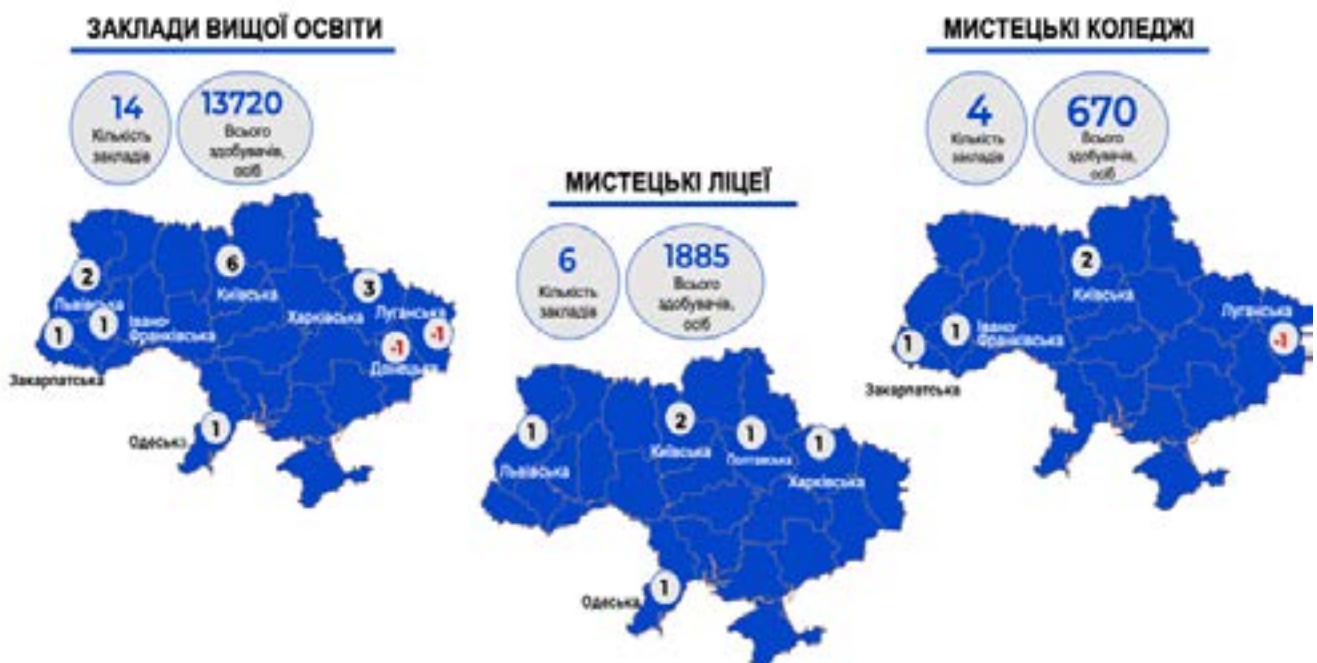 ЗАКЛАДИ ВИЩОЇ ОСВІТИ
14
Кількість
закладів
13720
Всього
здобувачів,
осіб
2
Львівська
6
Київська
3
Харківська
Луганська
-1
-1
Донецька
1
1
Івано-
Франківська
Закарпатська
Одеська
1
МИСТЕЦЬКІ ЛІЦЕЇ
6
Кількість
закладів
1885
Всього
здобувачів,
осіб
1
Львівська
2
Київська
1
Полтавська
1
Харківська
Одеська
1
МИСТЕЦЬКІ КОЛЕДЖІ
4
Кількість
закладів
670
Всього
здобувачів,
осіб
2
Київська
Луганська
-1
1
Івано-
Франківська
1
Закарпатська